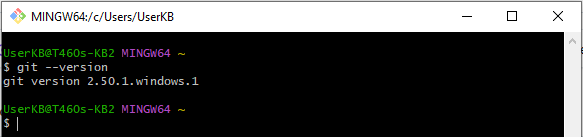 MINGW64:/c/Users/UserKB
UserKB@T460s-KB2 MINGW64 ~
$ git --version
git version 2.50.1.windows.1
UserKB@T460s-KB2 MINGW64 ~
$